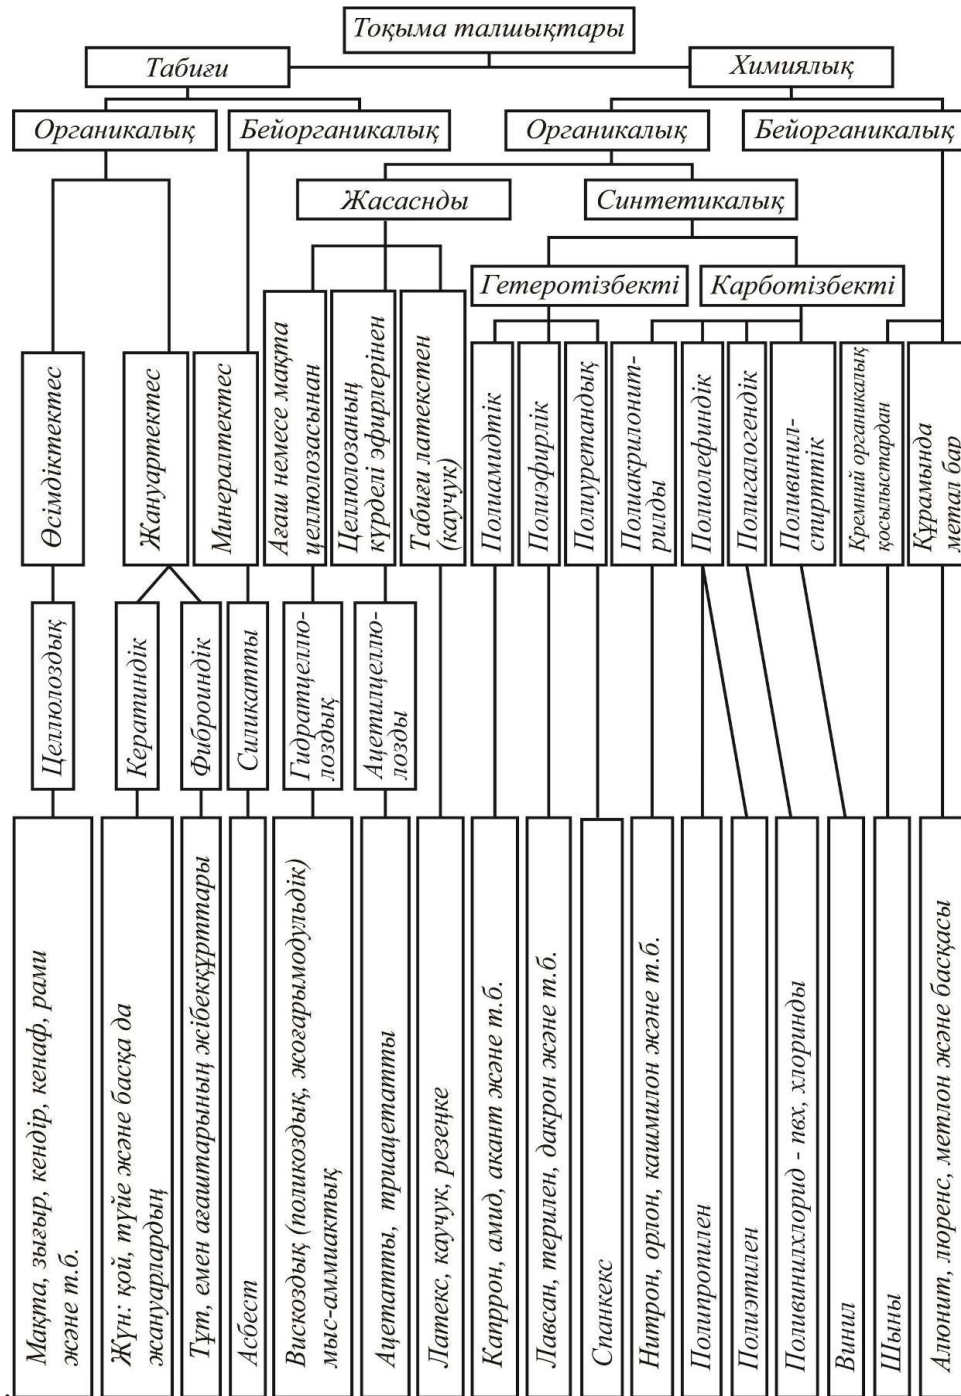 Тоқыма талшықтары
Табиғи
Химиялық
Органикалық
Бейорганикалық
Органикалық
Бейорганикалық
Жасаснды
Синтетикалық
Гетеротізбекті
Карботізбекті
Өсімдіктектес
Жануартектес
Минералтектес
Ағаш немесе мақта
целлюлозасынан
Целлюлозаның
күрделі эфирлерінен
Табиғи латекстен
(каучук)
Полиамидтік
Полиэфирлік
Полиуретандық
Полиакрилонит-
рилды
Полиолефиндік
Полигалогендік
Поливинил-
спирттік
Кремний органикалық
қосылыстардан
Құрамында
метал бар
Целлюлоздық
Кератиндік
Фиброиндік
Силикатты
Гидратцеллю-
лоздық
Ацетилцеллю-
лозды
Мақта, зығыр, кендір, кенаф, рами
және т.б.
Жүн: қой, түйе және басқа да
жануарлардың
Тұт, емен ағаштарының жібекқұрттары
Асбест
Вискоздық (поликоздық, жоғарымодульдік)
мыс-аммиактық
Ацетатты, триацетатты
Латекс, каучук, резеңке
Капррон, амид, акант және т.б.
Лавсан, терилен, дакрон және т.б.
Спанкекс
Нитрон, орлон, кашмилон және т.б.
Полипропилен
Полиэтилен
Поливинилхлорид - пвх, хлоринды
Винил
Шыны
Алюнит, люренс, метлон және басқасы